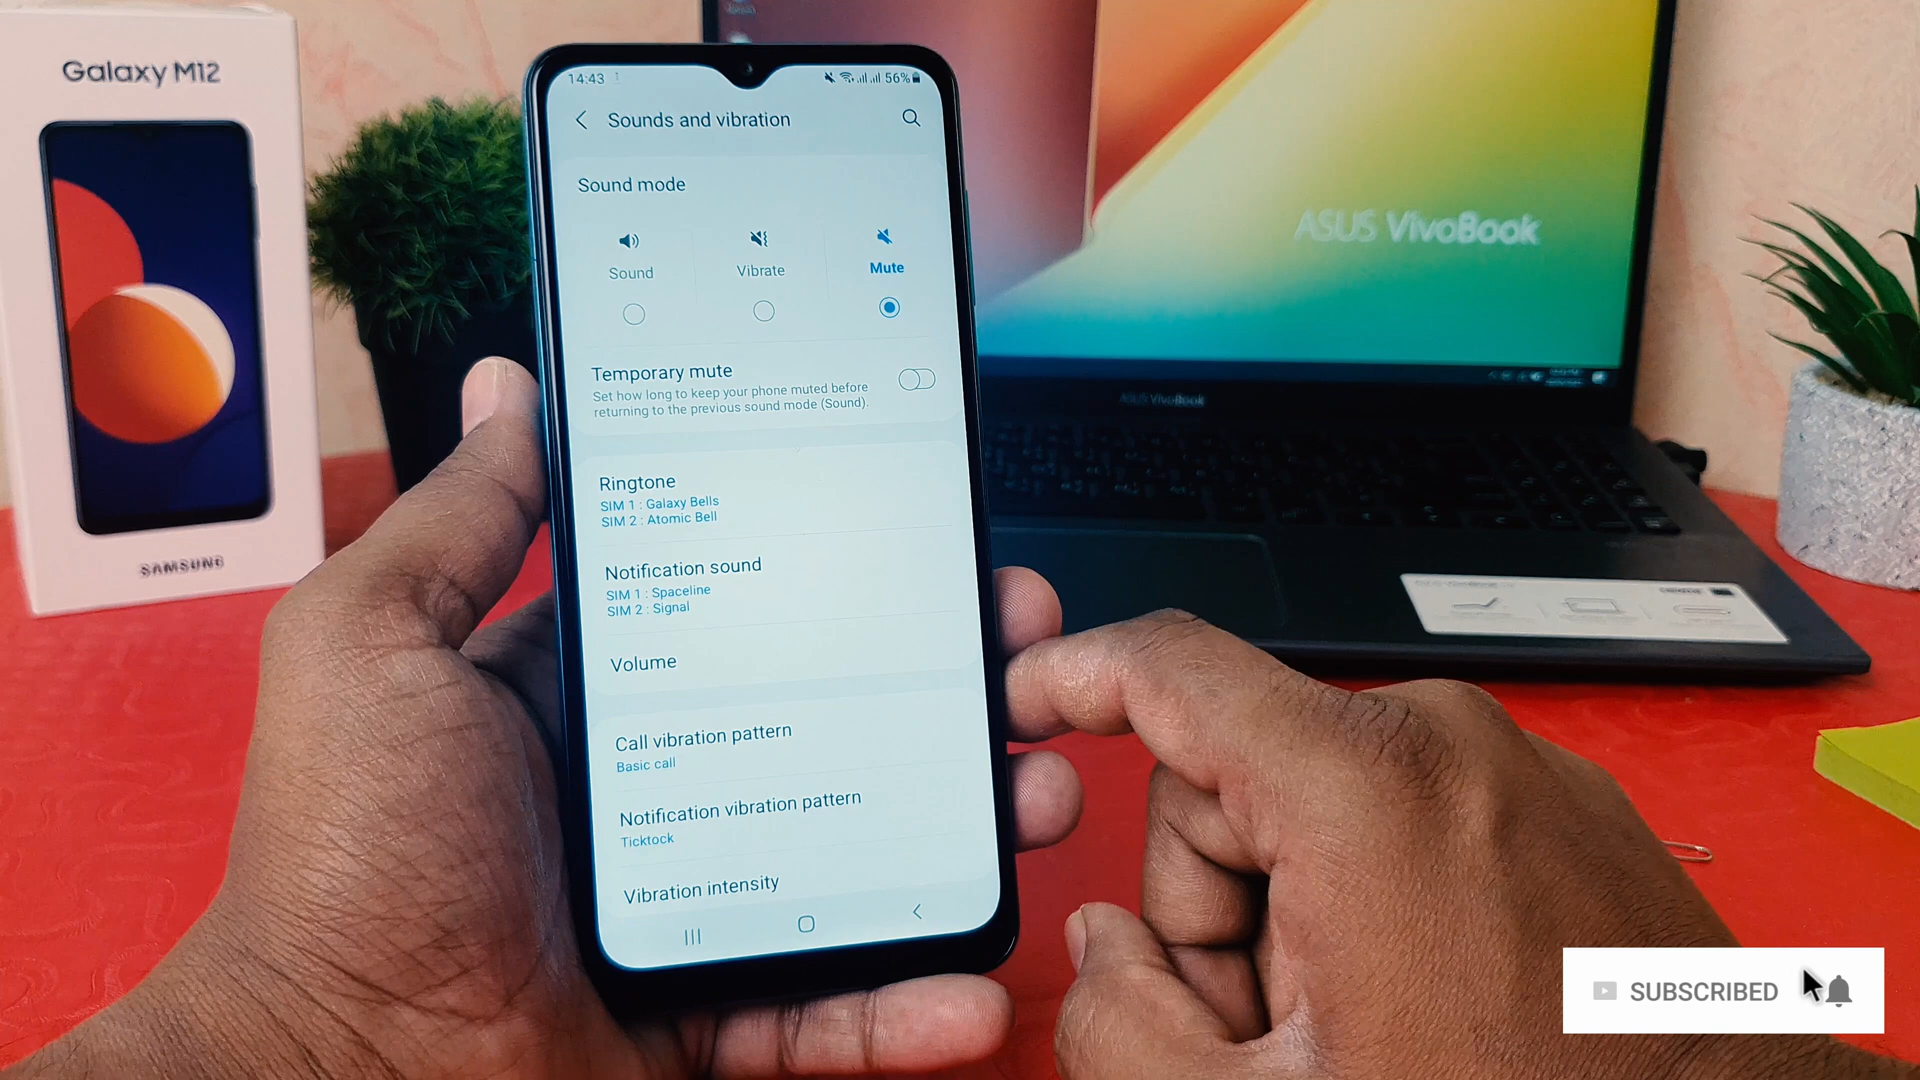 Galaxy M12
SAMSUNG
14:43
56%
Sounds and vibration
Sound mode
Sound
Vibrate
Mute
Temporary mute
Set how long to keep your phone muted before
returning to the previous sound mode (Sound).
Ringtone
SIM 1 : Galaxy Bells
SIM 2 : Atomic Bell
Notification sound
SIM 1 : Spaceline
SIM 2 : Signal
Volume
Call vibration pattern
Basic call
Notification vibration pattern
Ticktock
Vibration intensity
ASUS VivoBook
ASUS VivoBook
SUBSCRIBED